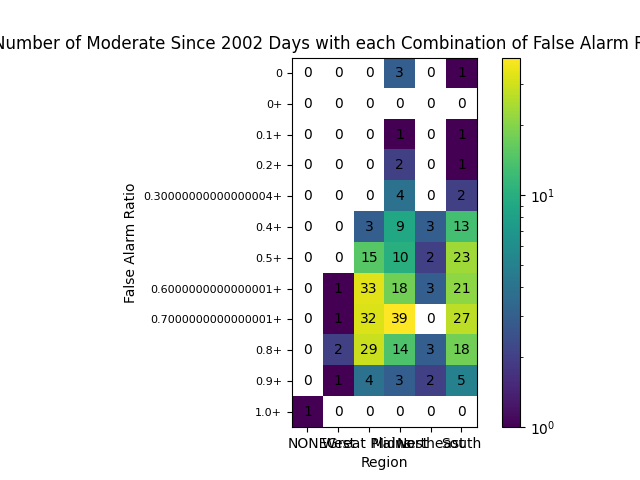 Number of Moderate Since 2002 Days with each Combination of False Alarm
0 0 0 0 3 0 1
0+ 0 0 0 0 0 0
0.1+ 0 0 0 1 0 1
0.2+ 0 0 0 2 0 1
0.30000000000000004+ 0 0 0 4 0 2
0.4+ 0 0 3 9 3 13
0.5+ 0 0 15 10 2 23
0.6000000000000001+ 0 1 33 18 3 21
0.7000000000000001+ 0 1 32 39 0 27
0.8+ 0 2 29 14 3 18
0.9+ 0 1 4 3 2 5
1.0+ 1 0 0 0 0 0
NONE West Great Plains Midwest Northeast South
Region
False Alarm Ratio
10¹
10⁰